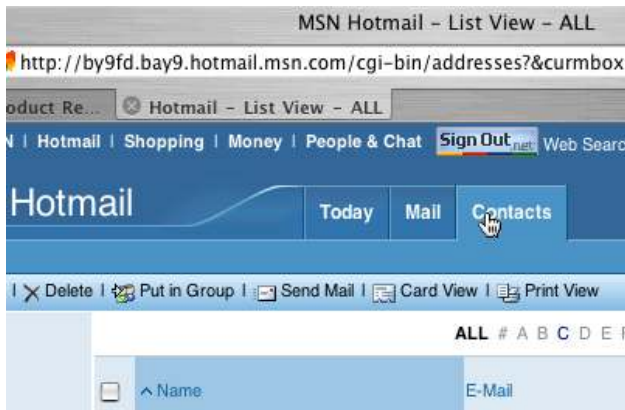 MSN Hotmail – List View – ALL
http://by9fd.bay9.hotmail.msn.com/cgi-bin/addresses?&curmbox
oduct Re... Hotmail – List View – ALL
N | Hotmail | Shopping | Money | People & Chat Sign Out .net Web Searc
Hotmail Today Mail Contacts
| Delete | Put in Group | Send Mail | Card View | Print View
ALL # A B C D E F
Name E-Mail